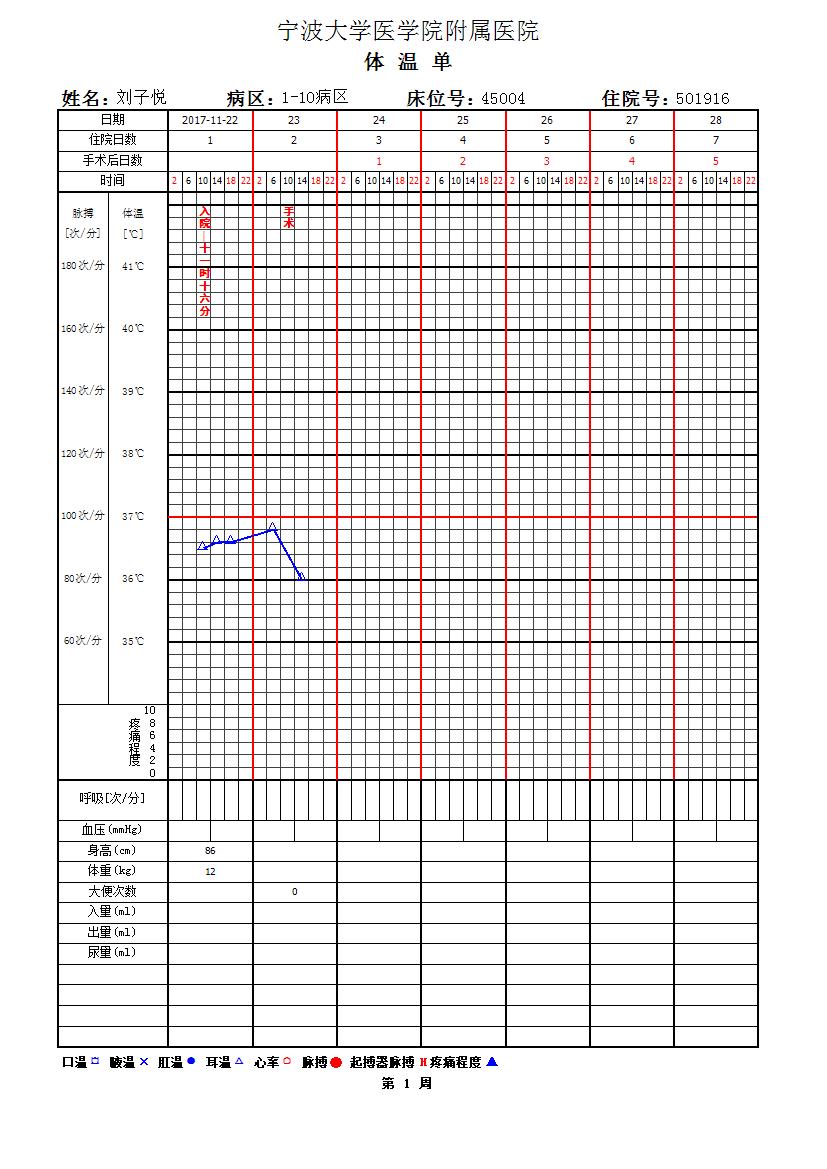 宁波大学医学院附属医院
体 温 单
姓名：刘子悦 病区：1-10病区 床位号：45004 住院号：501916
日期 2017-11-22 23 24 25 26 27 28
住院日数 1 2 3 4 5 6 7
手术后日数 1 2 3 4 5
时间 2 6 10 14 18 22 2 6 10 14 18 22 2 6 10 14 18 22 2 6 10 14 18 22 2 6 10 14 18 22 2 6 10 14 18 22 2 6 10 14 18 22
脉搏 体温
[次/分] [℃]
入院｜十一时十六分
手术
180次/分 41℃
160次/分 40℃
140次/分 39℃
120次/分 38℃
100次/分 37℃
80次/分 36℃
60次/分 35℃
疼痛程度
10
8
6
4
2
0
呼吸[次/分]
血压(mmHg)
身高(cm) 86
体重(kg) 12
大便次数 0
入量(ml)
出量(ml)
尿量(ml)
口温 腋温 × 肛温 ● 耳温 △ 心率 ○ 脉搏 ● 起搏器脉搏 H 疼痛程度 ▲
第 1 周